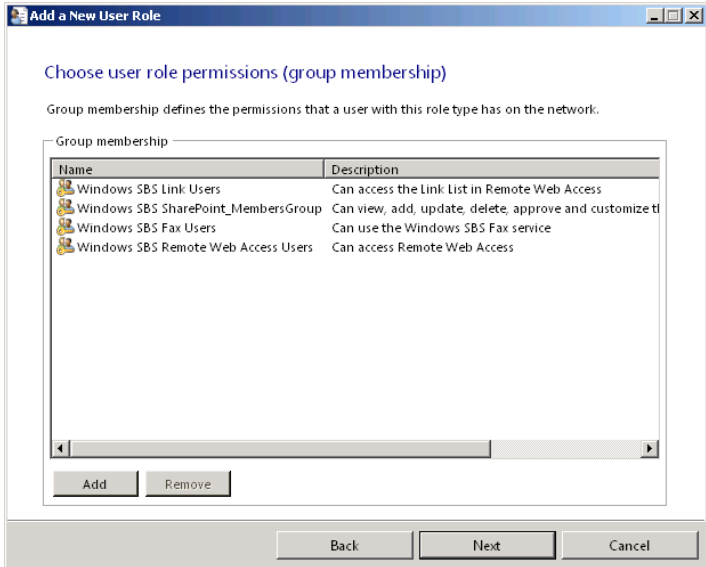 Add a New User Role
Choose user role permissions (group membership)
Group membership defines the permissions that a user with this role type has on the network.
Group membership
Name Description
Windows SBS Link Users Can access the Link List in Remote Web Access
Windows SBS SharePoint_MembersGroup Can view, add, update, delete, approve and customize
Windows SBS Fax Users Can use the Windows SBS Fax service
Windows SBS Remote Web Access Users Can access Remote Web Access
Add Remove
Back Next Cancel